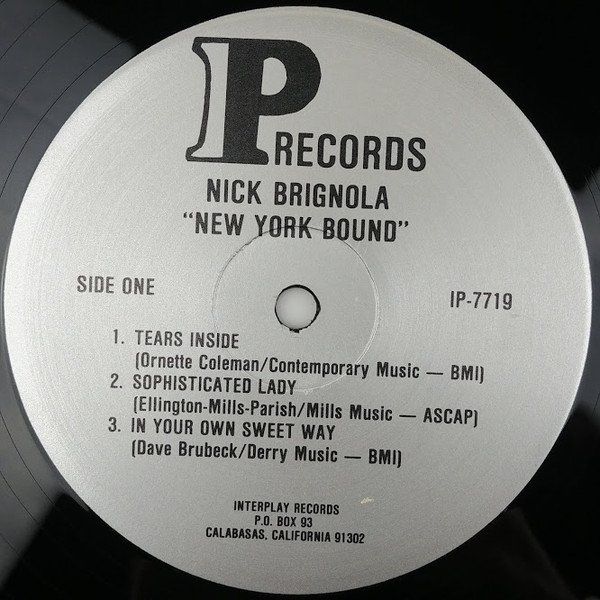 IP RECORDS
NICK BRIGNOLA
“NEW YORK BOUND”
SIDE ONE
IP-7719
1. TEARS INSIDE
(Ornette Coleman/Contemporary Music — BMI)
2. SOPHISTICATED LADY
(Ellington-Mills-Parish/Mills Music — ASCAP)
3. IN YOUR OWN SWEET WAY
(Dave Brubeck/Derry Music — BMI)
INTERPLAY RECORDS
P.O. BOX 93
CALABASAS, CALIFORNIA 91302